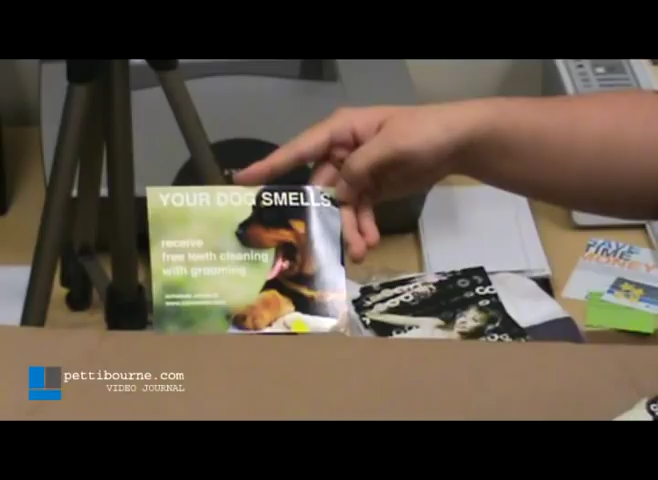 YOUR DOG SMELLS
receive
free teeth cleaning
with grooming
SAVE
TIME
MONEY
pettibourne.com
VIDEO JOURNAL